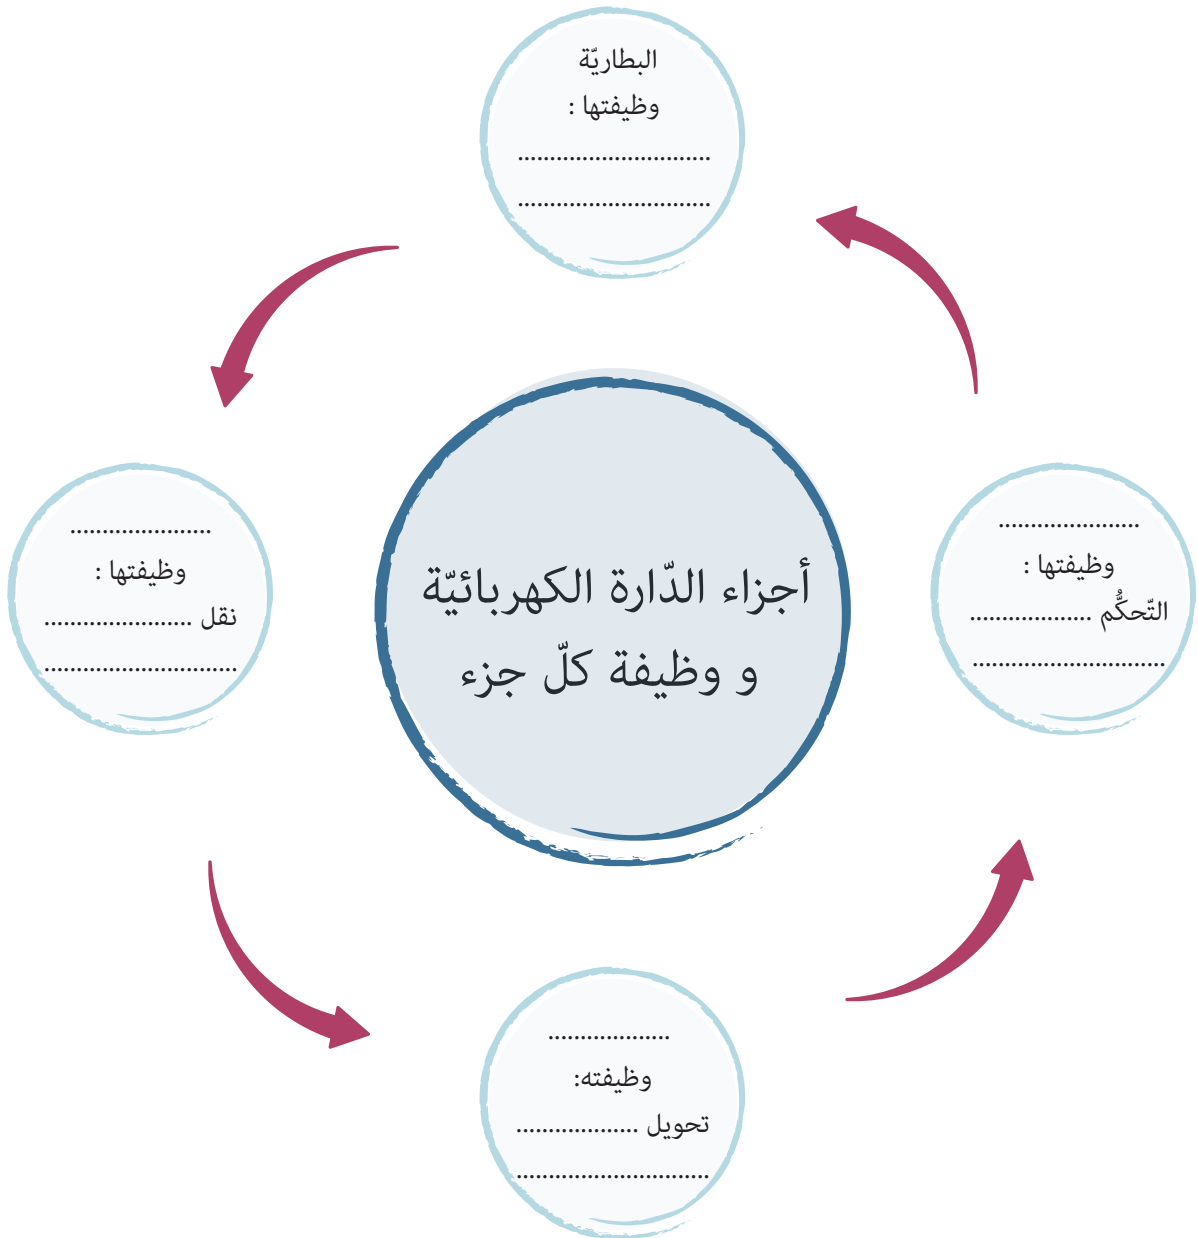 البطاريّة
وظيفتها :
..............................
..............................
......................
وظيفتها :
التّحكُّم ...................
..............................
أجزاء الدّارة الكهربائيّة
و وظيفة كلّ جزء
......................
وظيفتها :
نقل .......................
..............................
...................
وظيفته:
تحويل ...................
..............................